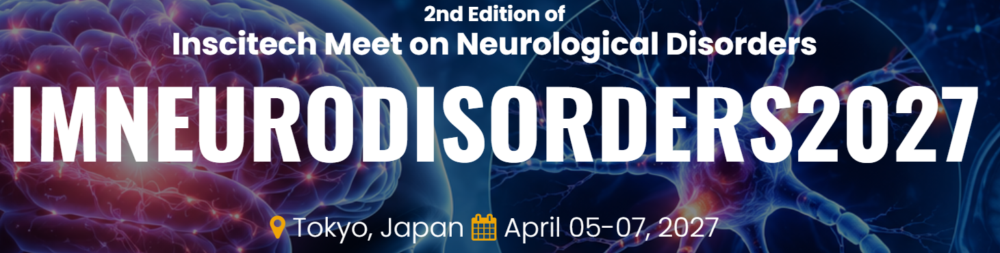 2nd Edition of
Inscitech Meet on Neurological Disorders
IMNEURODISORDERS2027
Tokyo, Japan April 05-07, 2027